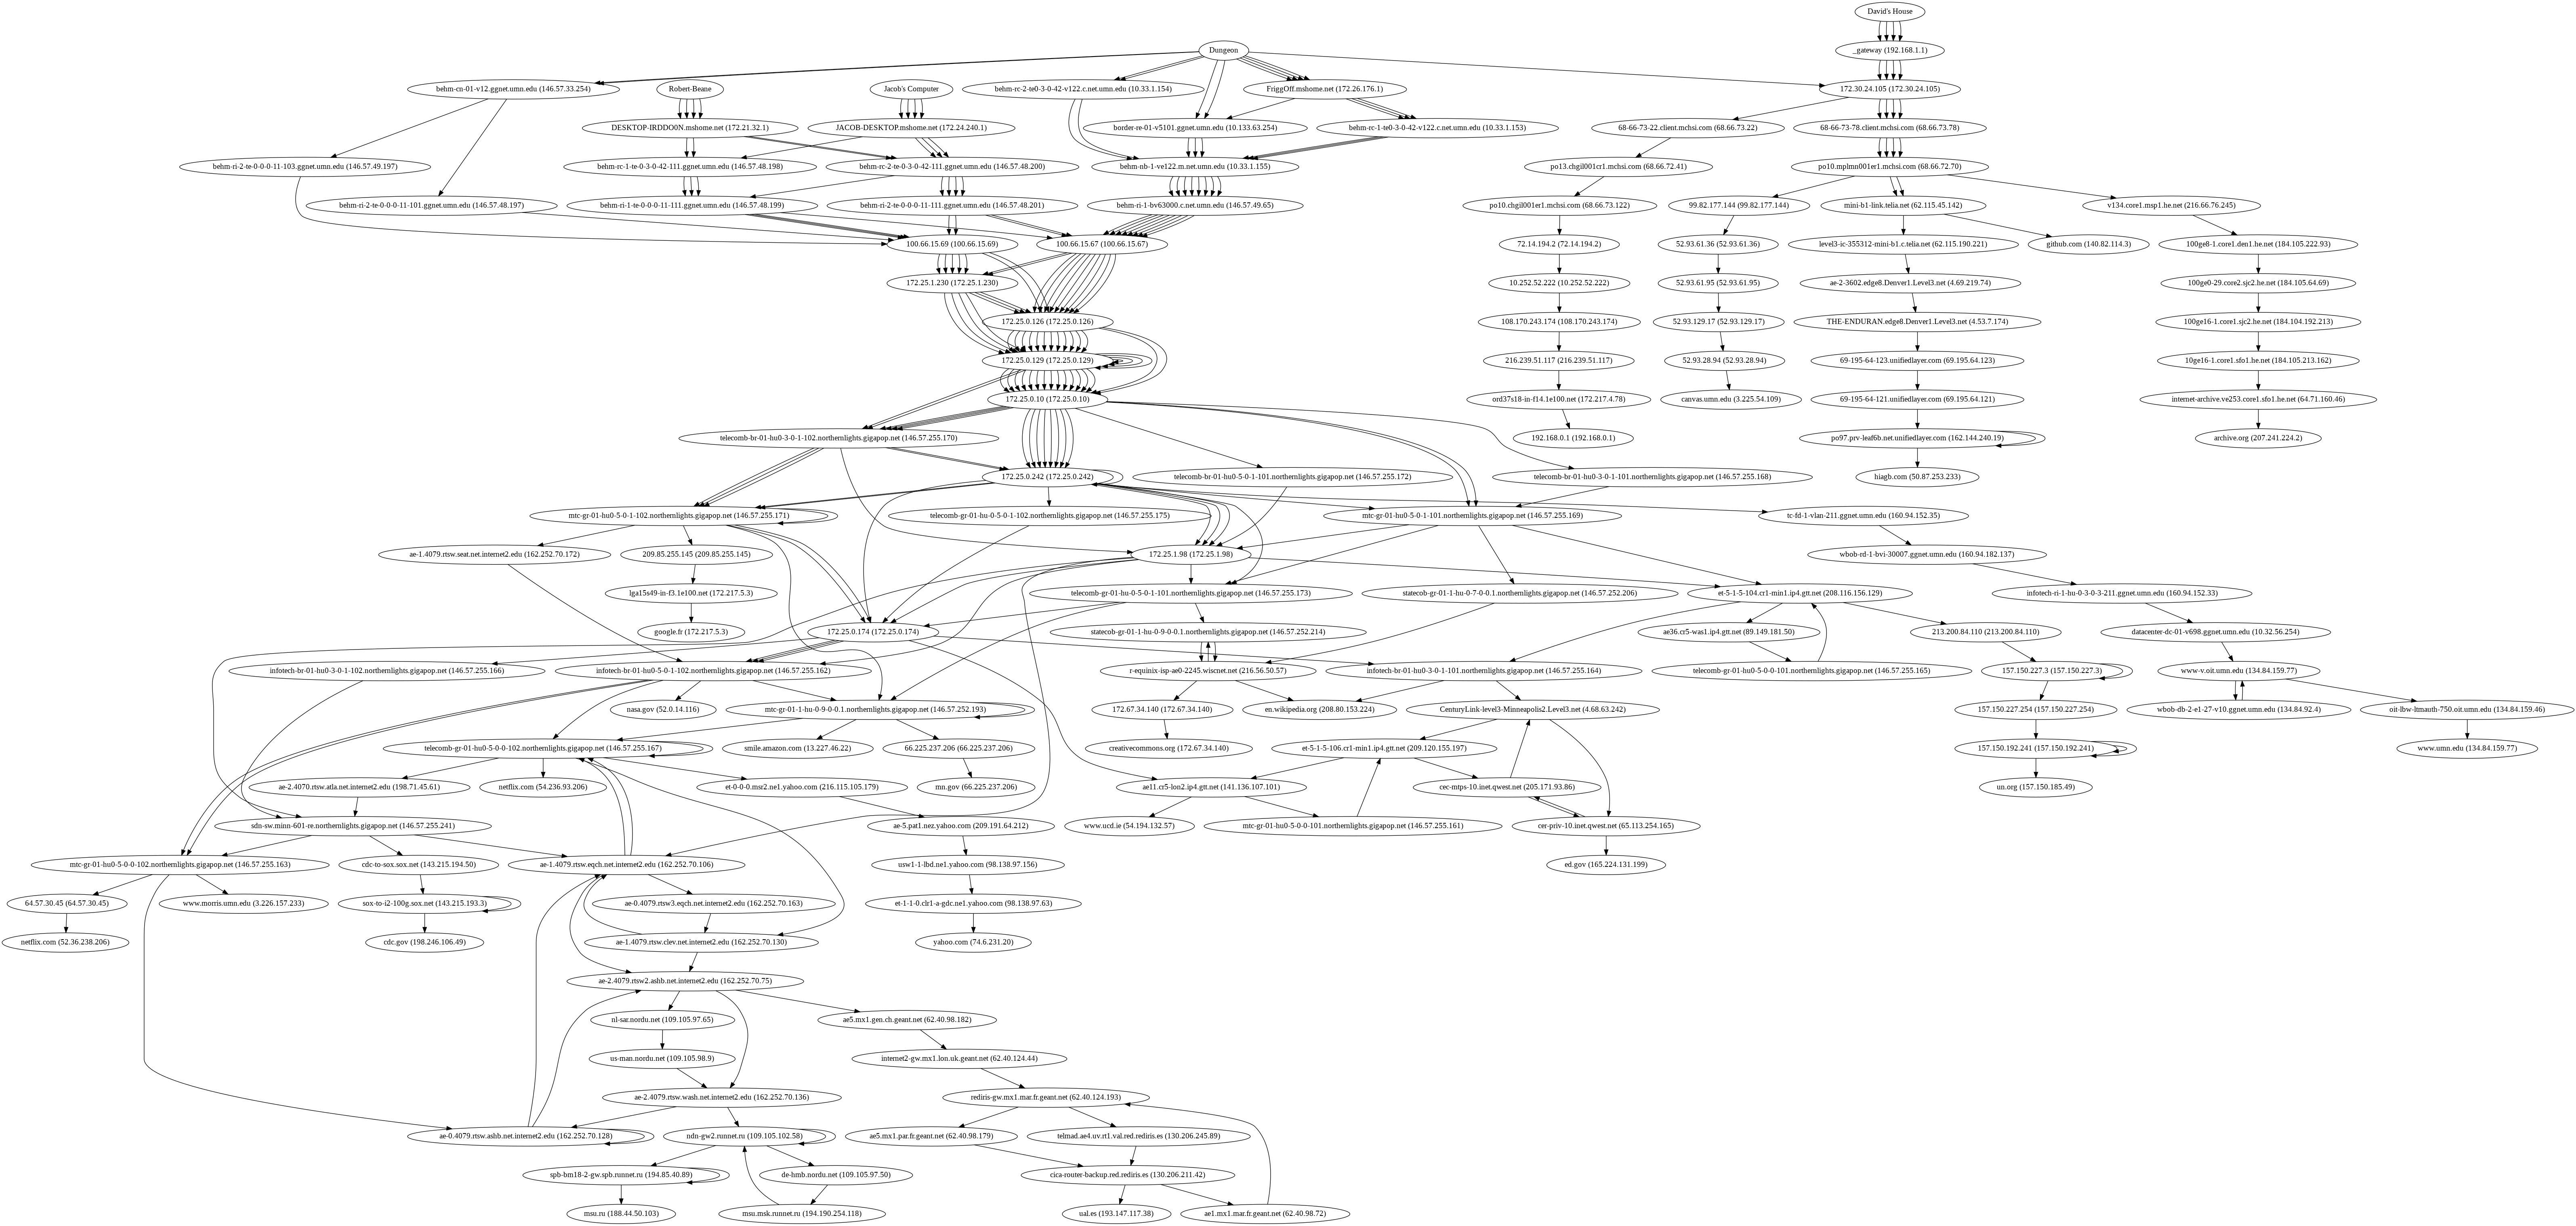 David's House
Dungeon
_gateway (192.168.1.1)
behm-cn-01-v12.ggnet.umn.edu (146.57.33.254)
Robert-Beane
Jacob's Computer
behm-rc-2-te0-3-0-42-v122.c.net.umn.edu (10.33.1.154)
FriggOff.mshome.net (172.26.176.1)
172.30.24.105 (172.30.24.105)
DESKTOP-IRDDO0N.mshome.net (172.21.32.1)
JACOB-DESKTOP.mshome.net (172.24.240.1)
border-re-01-v5101.ggnet.umn.edu (10.133.63.254)
behm-rc-1-te0-3-0-42-v122.c.net.umn.edu (10.33.1.153)
68-66-73-22.client.mchsi.com (68.66.73.22)
68-66-73-78.client.mchsi.com (68.66.73.78)
behm-ri-2-te-0-0-0-11-103.ggnet.umn.edu (146.57.49.197)
behm-rc-1-te-0-3-0-42-111.ggnet.umn.edu (146.57.48.198)
behm-rc-2-te-0-3-0-42-111.ggnet.umn.edu (146.57.48.200)
behm-nb-1-ve122.m.net.umn.edu (10.33.1.155)
po13.chgil001cr1.mchsi.com (68.66.72.41)
po10.mplmn001er1.mchsi.com (68.66.72.70)
behm-ri-2-te-0-0-0-11-101.ggnet.umn.edu (146.57.48.197)
behm-ri-1-te-0-0-0-11-111.ggnet.umn.edu (146.57.48.199)
behm-ri-2-te-0-0-0-11-111.ggnet.umn.edu (146.57.48.201)
behm-ri-1-bv63000.c.net.umn.edu (146.57.49.65)
po10.chgil001er1.mchsi.com (68.66.73.122)
99.82.177.144 (99.82.177.144)
mini-b1-link.telia.net (62.115.45.142)
v134.core1.msp1.he.net (216.66.76.245)
100.66.15.69 (100.66.15.69)
100.66.15.67 (100.66.15.67)
72.14.194.2 (72.14.194.2)
52.93.61.36 (52.93.61.36)
level3-ic-355312-mini-b1.c.telia.net (62.115.190.221)
github.com (140.82.114.3)
100ge8-1.core1.den1.he.net (184.105.222.93)
172.25.1.230 (172.25.1.230)
10.252.52.222 (10.252.52.222)
52.93.61.95 (52.93.61.95)
ae-2-3602.edge8.Denver1.Level3.net (4.69.219.74)
100ge0-29.core2.sjc2.he.net (184.105.64.69)
172.25.0.126 (172.25.0.126)
108.170.243.174 (108.170.243.174)
52.93.129.17 (52.93.129.17)
THE-ENDURAN.edge8.Denver1.Level3.net (4.53.7.174)
100ge16-1.core1.sjc2.he.net (184.104.192.213)
172.25.0.129 (172.25.0.129)
216.239.51.117 (216.239.51.117)
52.93.28.94 (52.93.28.94)
69-195-64-123.unifiedlayer.com (69.195.64.123)
10ge16-1.core1.sfo1.he.net (184.105.213.162)
172.25.0.10 (172.25.0.10)
ord37s18-in-f14.1e100.net (172.217.4.78)
canvas.umn.edu (3.225.54.109)
69-195-64-121.unifiedlayer.com (69.195.64.121)
internet-archive.ve253.core1.sfo1.he.net (64.71.160.46)
telecomb-br-01-hu0-3-0-1-102.northernlights.gigapop.net (146.57.255.170)
192.168.0.1 (192.168.0.1)
po97.prv-leaf6b.net.unifiedlayer.com (162.144.240.19)
archive.org (207.241.224.2)
172.25.0.242 (172.25.0.242)
telecomb-br-01-hu0-5-0-1-101.northernlights.gigapop.net (146.57.255.172)
telecomb-br-01-hu0-3-0-1-101.northernlights.gigapop.net (146.57.255.168)
hiagb.com (50.87.253.233)
mtc-gr-01-hu0-5-0-1-102.northernlights.gigapop.net (146.57.255.171)
telecomb-gr-01-hu-0-5-0-1-102.northernlights.gigapop.net (146.57.255.175)
mtc-gr-01-hu0-5-0-1-101.northernlights.gigapop.net (146.57.255.169)
tc-fd-1-vlan-211.ggnet.umn.edu (160.94.152.35)
ae-1.4079.rtsw.seat.net.internet2.edu (162.252.70.172)
209.85.255.145 (209.85.255.145)
172.25.1.98 (172.25.1.98)
wbob-rd-1-bvi-30007.ggnet.umn.edu (160.94.182.137)
lga15s49-in-f3.1e100.net (172.217.5.3)
telecomb-gr-01-hu-0-5-0-1-101.northernlights.gigapop.net (146.57.255.173)
statecob-gr-01-1-hu-0-7-0-0.1.northernlights.gigapop.net (146.57.252.206)
et-5-1-5-104.cr1-min1.ip4.gtt.net (208.116.156.129)
infotech-ri-1-hu-0-3-0-3-211.ggnet.umn.edu (160.94.152.33)
google.fr (172.217.5.3)
172.25.0.174 (172.25.0.174)
statecob-gr-01-1-hu-0-9-0-0.1.northernlights.gigapop.net (146.57.252.214)
ae36.cr5-was1.ip4.gtt.net (89.149.181.50)
213.200.84.110 (213.200.84.110)
datacenter-dc-01-v698.ggnet.umn.edu (10.32.56.254)
infotech-br-01-hu0-3-0-1-102.northernlights.gigapop.net (146.57.255.166)
infotech-br-01-hu0-5-0-1-102.northernlights.gigapop.net (146.57.255.162)
r-equinix-isp-ae0-2245.wiscnet.net (216.56.50.57)
infotech-br-01-hu0-3-0-1-101.northernlights.gigapop.net (146.57.255.164)
telecomb-gr-01-hu0-5-0-0-101.northernlights.gigapop.net (146.57.255.165)
157.150.227.3 (157.150.227.3)
www-v.oit.umn.edu (134.84.159.77)
nasa.gov (52.0.14.116)
mtc-gr-01-1-hu-0-9-0-0.1.northernlights.gigapop.net (146.57.252.193)
172.67.34.140 (172.67.34.140)
en.wikipedia.org (208.80.153.224)
CenturyLink-level3-Minneapolis2.Level3.net (4.68.63.242)
157.150.227.254 (157.150.227.254)
wbob-db-2-e1-27-v10.ggnet.umn.edu (134.84.92.4)
oit-lbw-ltmauth-750.oit.umn.edu (134.84.159.46)
telecomb-gr-01-hu0-5-0-0-102.northernlights.gigapop.net (146.57.255.167)
smile.amazon.com (13.227.46.22)
66.225.237.206 (66.225.237.206)
creativecommons.org (172.67.34.140)
et-5-1-5-106.cr1-min1.ip4.gtt.net (209.120.155.197)
157.150.192.241 (157.150.192.241)
www.umn.edu (134.84.159.77)
ae-2.4070.rtsw.atla.net.internet2.edu (198.71.45.61)
netflix.com (54.236.93.206)
et-0-0-0.msr2.ne1.yahoo.com (216.115.105.179)
mn.gov (66.225.237.206)
ae11.cr5-lon2.ip4.gtt.net (141.136.107.101)
cec-mtps-10.inet.qwest.net (205.171.93.86)
un.org (157.150.185.49)
sdn-sw.minn-601-re.northernlights.gigapop.net (146.57.255.241)
ae-5.pat1.nez.yahoo.com (209.191.64.212)
www.ucd.ie (54.194.132.57)
mtc-gr-01-hu0-5-0-0-101.northernlights.gigapop.net (146.57.255.161)
cer-priv-10.inet.qwest.net (65.113.254.165)
mtc-gr-01-hu0-5-0-0-102.northernlights.gigapop.net (146.57.255.163)
cdc-to-sox.sox.net (143.215.194.50)
ae-1.4079.rtsw.eqch.net.internet2.edu (162.252.70.106)
usw1-1-lbd.ne1.yahoo.com (98.138.97.156)
ed.gov (165.224.131.199)
64.57.30.45 (64.57.30.45)
www.morris.umn.edu (3.226.157.233)
sox-to-i2-100g.sox.net (143.215.193.3)
ae-0.4079.rtsw3.eqch.net.internet2.edu (162.252.70.163)
et-1-1-0.clr1-a-gdc.ne1.yahoo.com (98.138.97.63)
netflix.com (52.36.238.206)
cdc.gov (198.246.106.49)
ae-1.4079.rtsw.clev.net.internet2.edu (162.252.70.130)
yahoo.com (74.6.231.20)
ae-2.4079.rtsw2.ashb.net.internet2.edu (162.252.70.75)
nl-sar.nordu.net (109.105.97.65)
ae5.mx1.gen.ch.geant.net (62.40.98.182)
us-man.nordu.net (109.105.98.9)
internet2-gw.mx1.lon.uk.geant.net (62.40.124.44)
ae-2.4079.rtsw.wash.net.internet2.edu (162.252.70.136)
rediris-gw.mx1.mar.fr.geant.net (62.40.124.193)
ae-0.4079.rtsw.ashb.net.internet2.edu (162.252.70.128)
ndn-gw2.runnet.ru (109.105.102.58)
ae5.mx1.par.fr.geant.net (62.40.98.179)
telmad.ae4.uv.rt1.val.red.rediris.es (130.206.245.89)
spb-bm18-2-gw.spb.runnet.ru (194.85.40.89)
de-hmb.nordu.net (109.105.97.50)
cica-router-backup.red.rediris.es (130.206.211.42)
msu.ru (188.44.50.103)
msu.msk.runnet.ru (194.190.254.118)
ual.es (193.147.117.38)
ae1.mx1.mar.fr.geant.net (62.40.98.72)